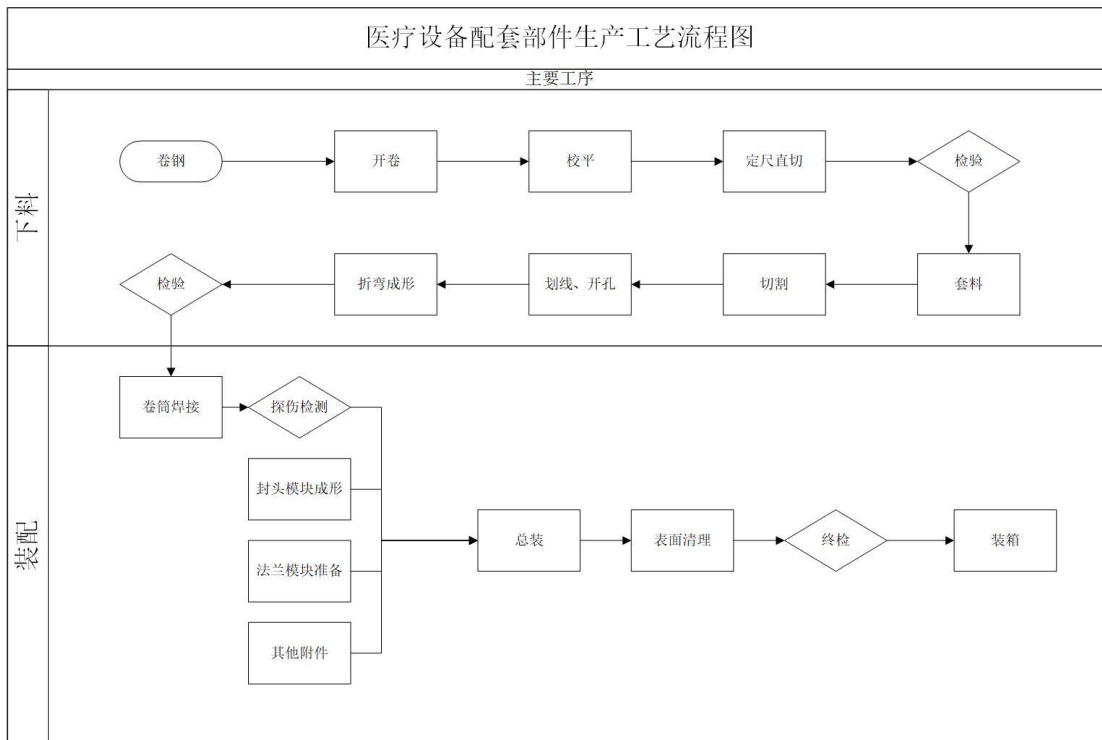 医疗设备配套部件生产工艺流程图
主要工序
下料
卷钢
开卷
校平
定尺直切
检验
检验
折弯成形
划线、开孔
切割
套料
装配
卷筒焊接
探伤检测
封头模块成形
法兰模块准备
其他附件
总装
表面清理
终检
装箱